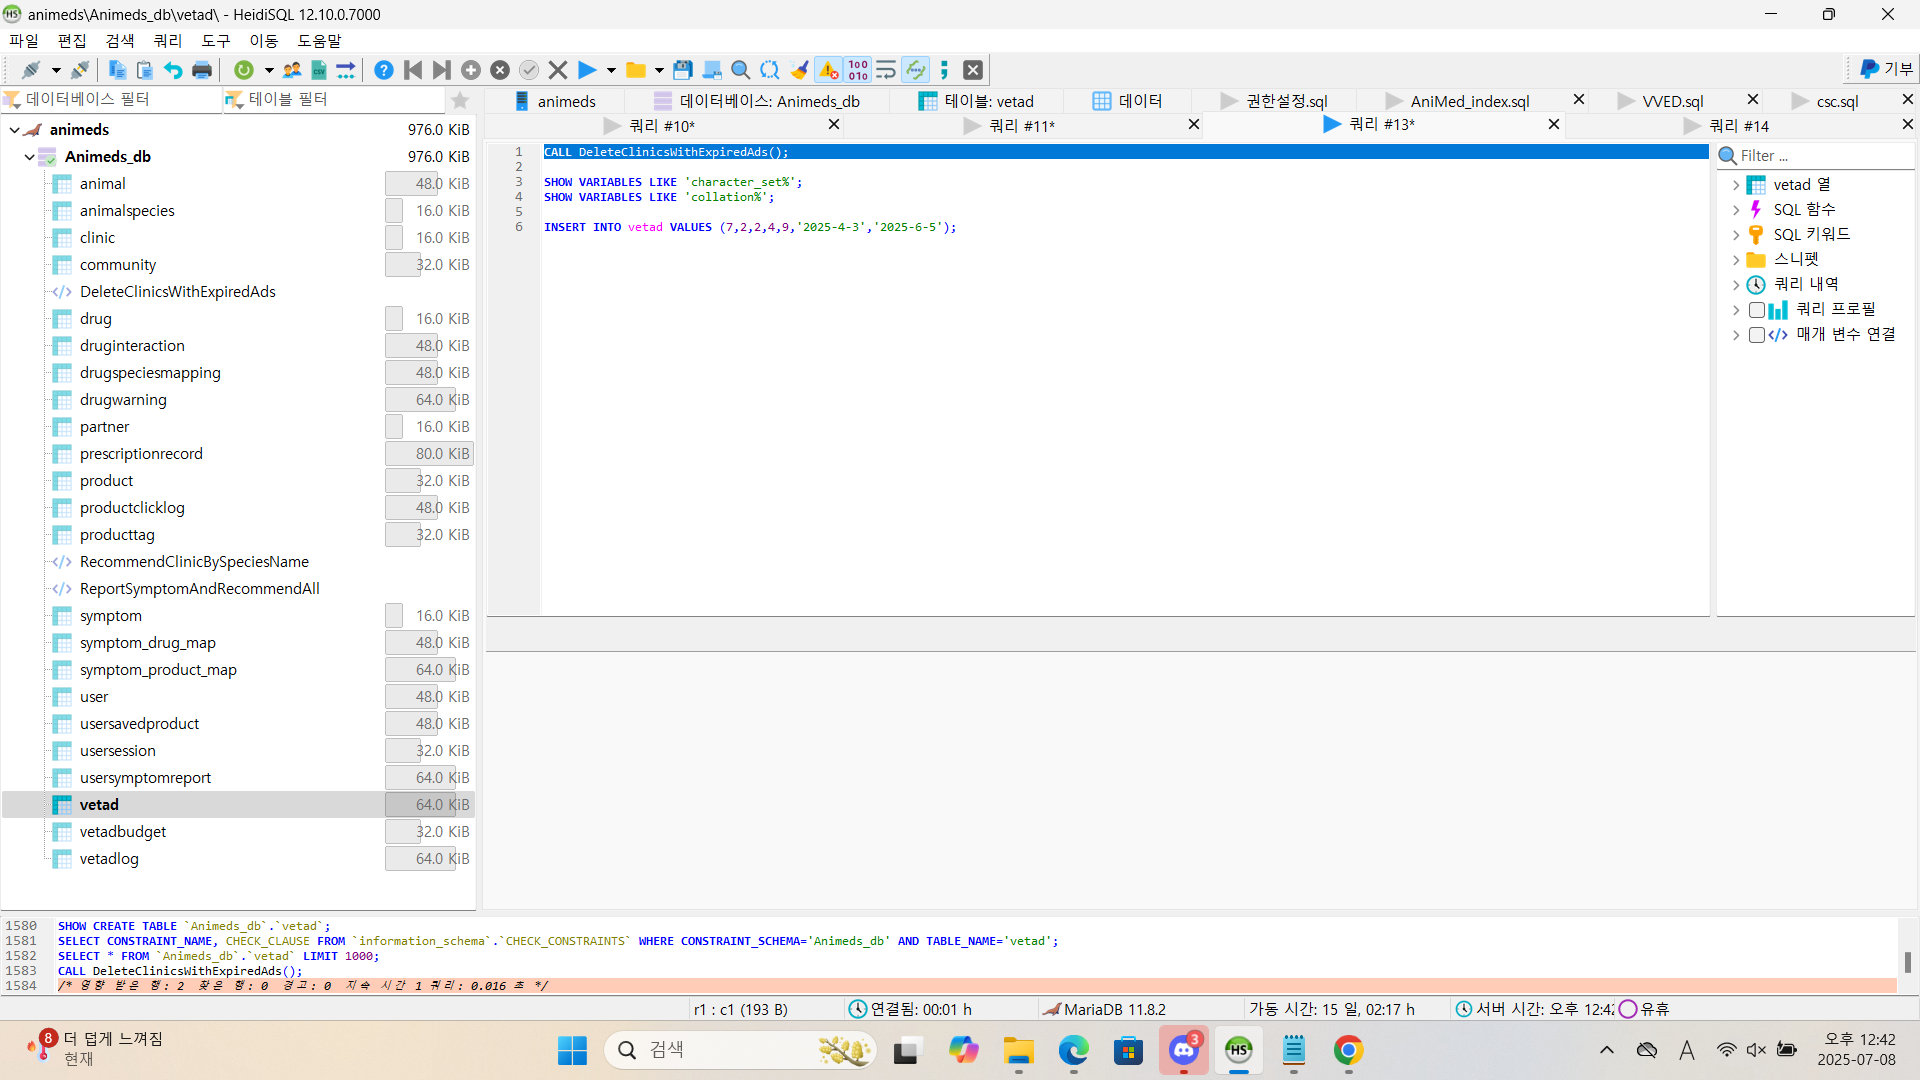 animeds\Animeds_db\vetad\ - HeidiSQL 12.10.0.7000
파일 편집 검색 쿼리 도구 이동 도움말
기부
데이터베이스 필터 테이블 필터
animeds 데이터베이스: Animeds_db 테이블: vetad 데이터 권한설정.sql AniMed_index.sql VVED.sql csc.sql
쿼리 #10* 쿼리 #11* 쿼리 #13* 쿼리 #14
animeds 976.0 KiB
Animeds_db 976.0 KiB
animal 48.0 KiB
animalspecies 16.0 KiB
clinic 16.0 KiB
community 32.0 KiB
DeleteClinicsWithExpiredAds
drug 16.0 KiB
druginteraction 48.0 KiB
drugspeciesmapping 48.0 KiB
drugwarning 64.0 KiB
partner 16.0 KiB
prescriptionrecord 80.0 KiB
product 32.0 KiB
productclicklog 48.0 KiB
producttag 32.0 KiB
RecommendClinicBySpeciesName
ReportSymptomAndRecommendAll
symptom 16.0 KiB
symptom_drug_map 48.0 KiB
symptom_product_map 64.0 KiB
user 48.0 KiB
usersavedproduct 48.0 KiB
usersession 32.0 KiB
usersymptomreport 64.0 KiB
vetad 64.0 KiB
vetadbudget 32.0 KiB
vetadlog 64.0 KiB
1 CALL DeleteClinicsWithExpiredAds();
2
3 SHOW VARIABLES LIKE 'character_set%';
4 SHOW VARIABLES LIKE 'collation%';
5
6 INSERT INTO vetad VALUES (7,2,2,4,9,'2025-4-3','2025-6-5');
Filter ...
vetad 열
SQL 함수
SQL 키워드
스니펫
쿼리 내역
쿼리 프로필
매개 변수 연결
1580 SHOW CREATE TABLE `Animeds_db`.`vetad`;
1581 SELECT CONSTRAINT_NAME, CHECK_CLAUSE FROM `information_schema`.`CHECK_CONSTRAINTS` WHERE CONSTRAINT_SCHEMA='Animeds_db' AND TABLE_NAME='vetad';
1582 SELECT * FROM `Animeds_db`.`vetad` LIMIT 1000;
1583 CALL DeleteClinicsWithExpiredAds();
1584 /* 영향 받은 행: 2 찾은 행: 0 경고: 0 지속 시간 1 쿼리: 0.016 초 */
r1 : c1 (193 B) 연결됨: 00:01 h MariaDB 11.8.2 가동 시간: 15 일, 02:17 h 서버 시간: 오후 12:42 유휴
8 더 덥게 느껴짐
현재
검색
3
HS
A
오후 12:42
2025-07-08